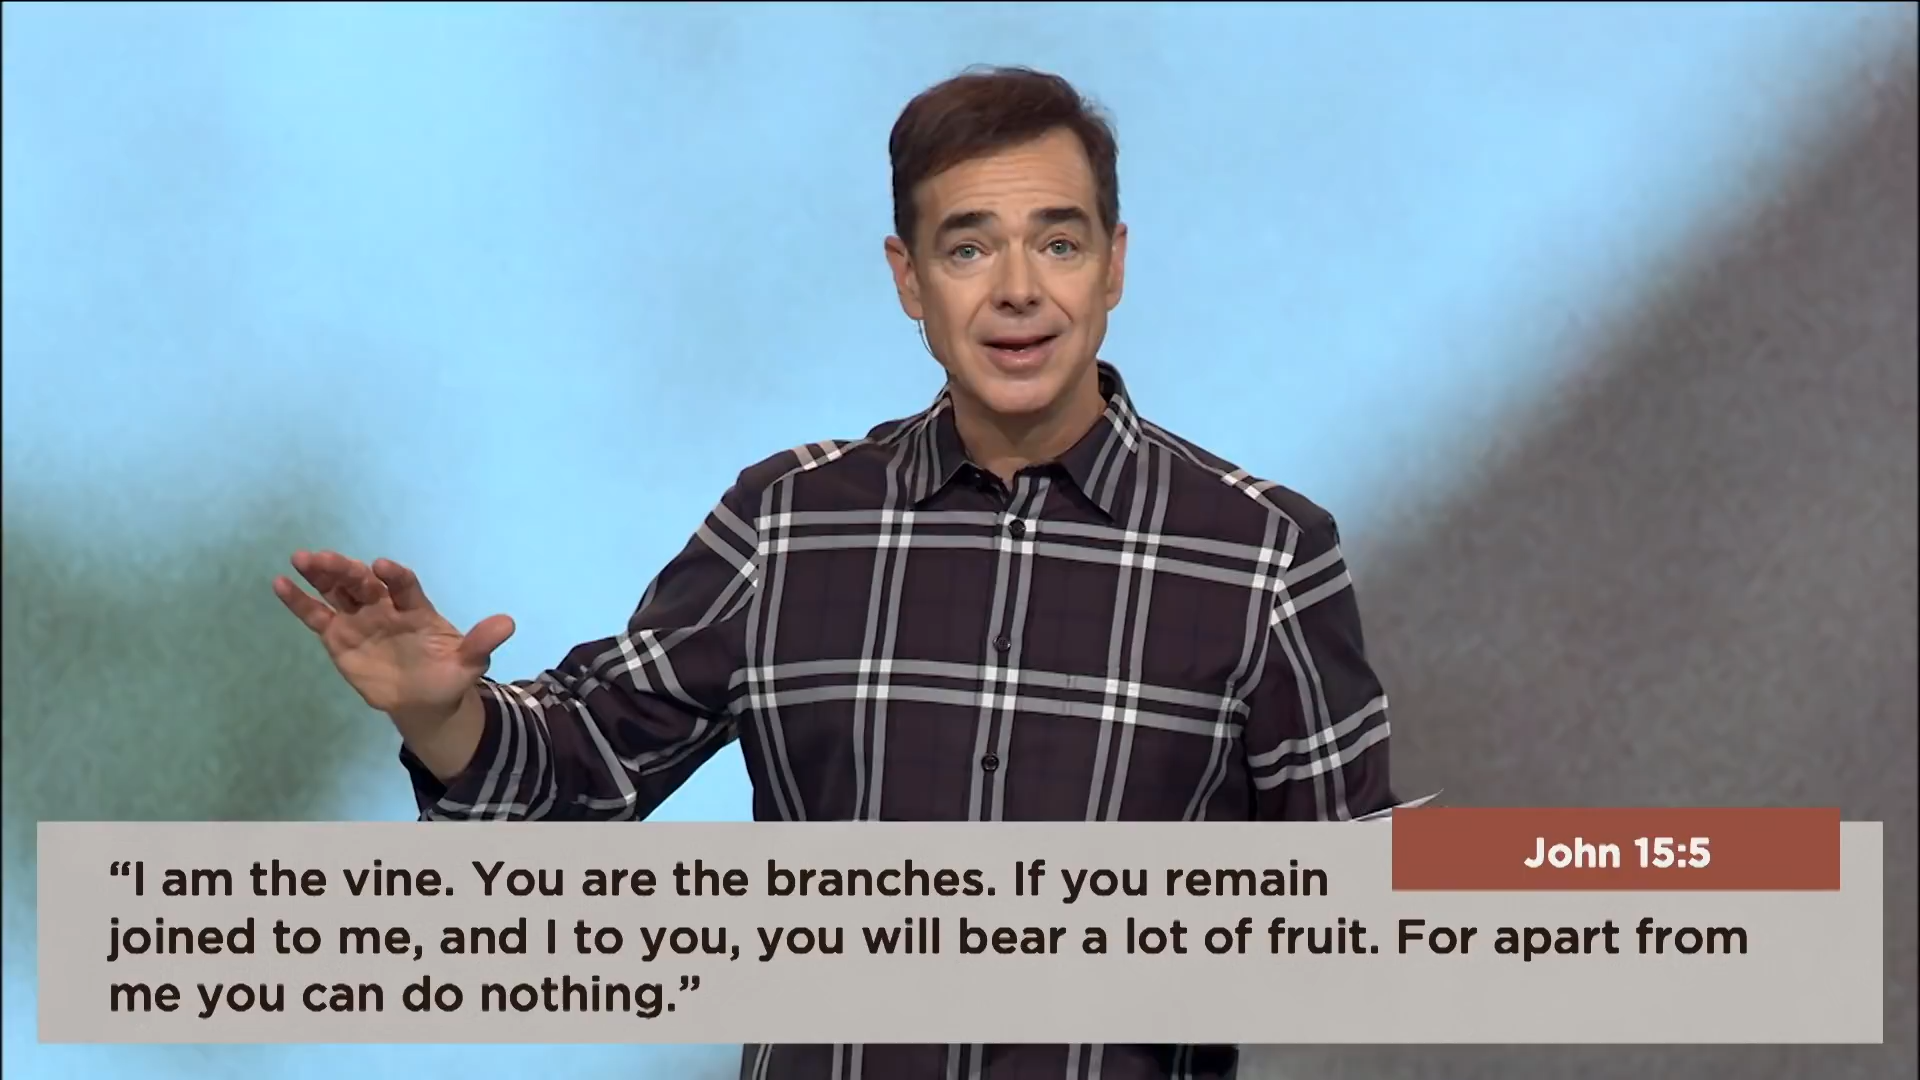 John 15:5
“I am the vine. You are the branches. If you remain
joined to me, and I to you, you will bear a lot of fruit. For apart from
me you can do nothing.”